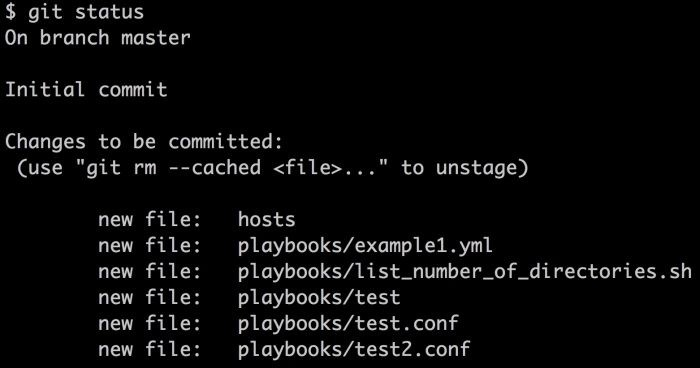 $ git status
On branch master
Initial commit
Changes to be committed:
(use "git rm --cached <file>..." to unstage)
new file: hosts
new file: playbooks/example1.yml
new file: playbooks/list_number_of_directories.sh
new file: playbooks/test
new file: playbooks/test.conf
new file: playbooks/test2.conf